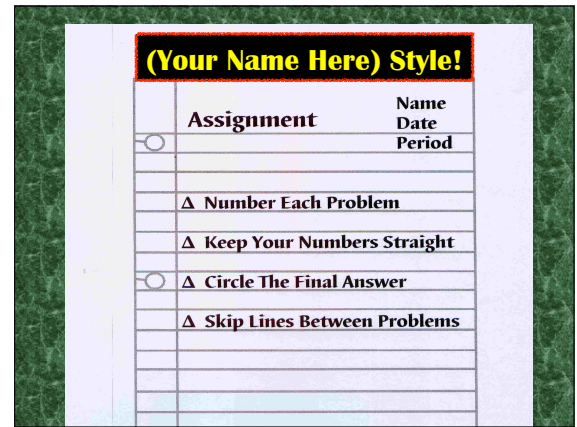 (Your Name Here) Style!
Assignment
Name
Date
Period
Δ Number Each Problem
Δ Keep Your Numbers Straight
Δ Circle The Final Answer
Δ Skip Lines Between Problems